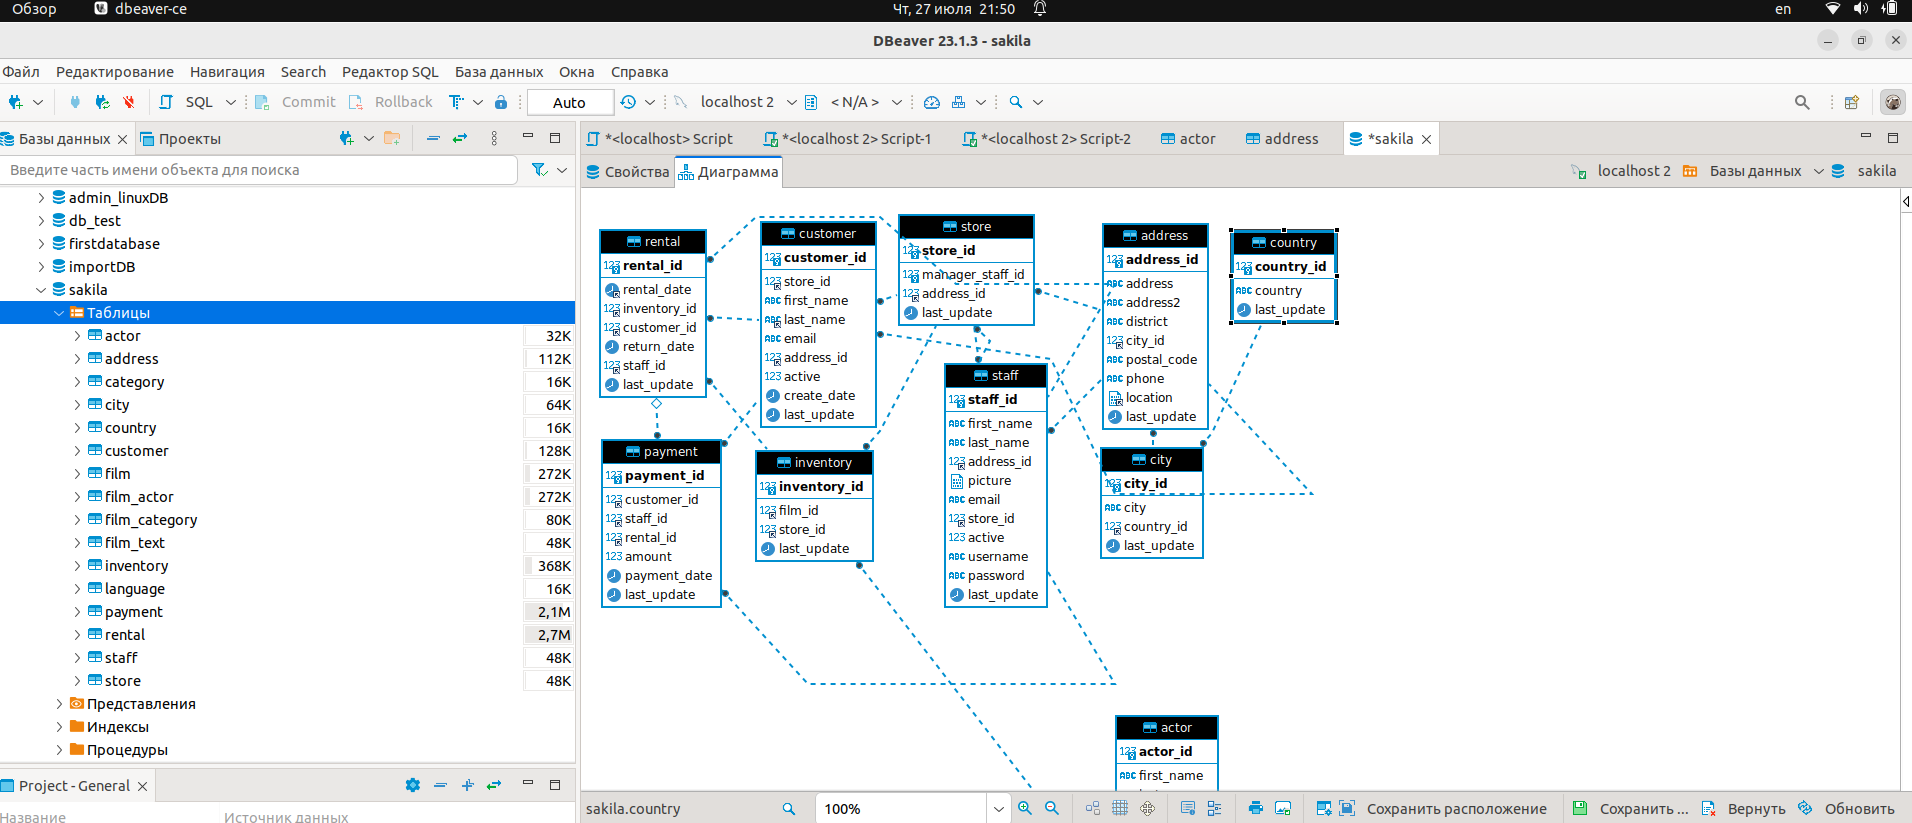 Обзор dbeaver-ce Чт, 27 июля 21:50 en
DBeaver 23.1.3 - sakila
Файл Редактирование Навигация Search Редактор SQL База данных Окна Справка
SQL Commit Rollback Auto localhost 2 < N/A >
Базы данных Проекты
*<localhost> Script *<localhost 2> Script-1 *<localhost 2> Script-2 actor address *sakila
Введите часть имени объекта для поиска
Свойства Диаграмма localhost 2 Базы данных sakila
admin_linuxDB
db_test
firstdatabase
importDB
sakila
Таблицы
actor 32K
address 112K
category 16K
city 64K
country 16K
customer 128K
film 272K
film_actor 272K
film_category 80K
film_text 48K
inventory 368K
language 16K
payment 2,1M
rental 2,7M
staff 48K
store 48K
Представления
Индексы
Процедуры
Project - General
Название Источник данных
rental
rental_id
rental_date
inventory_id
customer_id
return_date
staff_id
last_update
customer
customer_id
store_id
first_name
last_name
email
address_id
active
create_date
last_update
store
store_id
manager_staff_id
address_id
last_update
address
address_id
address
address2
district
city_id
postal_code
phone
location
last_update
country
country_id
country
last_update
payment
payment_id
customer_id
staff_id
rental_id
amount
payment_date
last_update
inventory
inventory_id
film_id
store_id
last_update
staff
staff_id
first_name
last_name
address_id
picture
email
store_id
active
username
password
last_update
city
city_id
city
country_id
last_update
actor
actor_id
first_name
sakila.country 100% Сохранить расположение Сохранить ... Вернуть Обновить